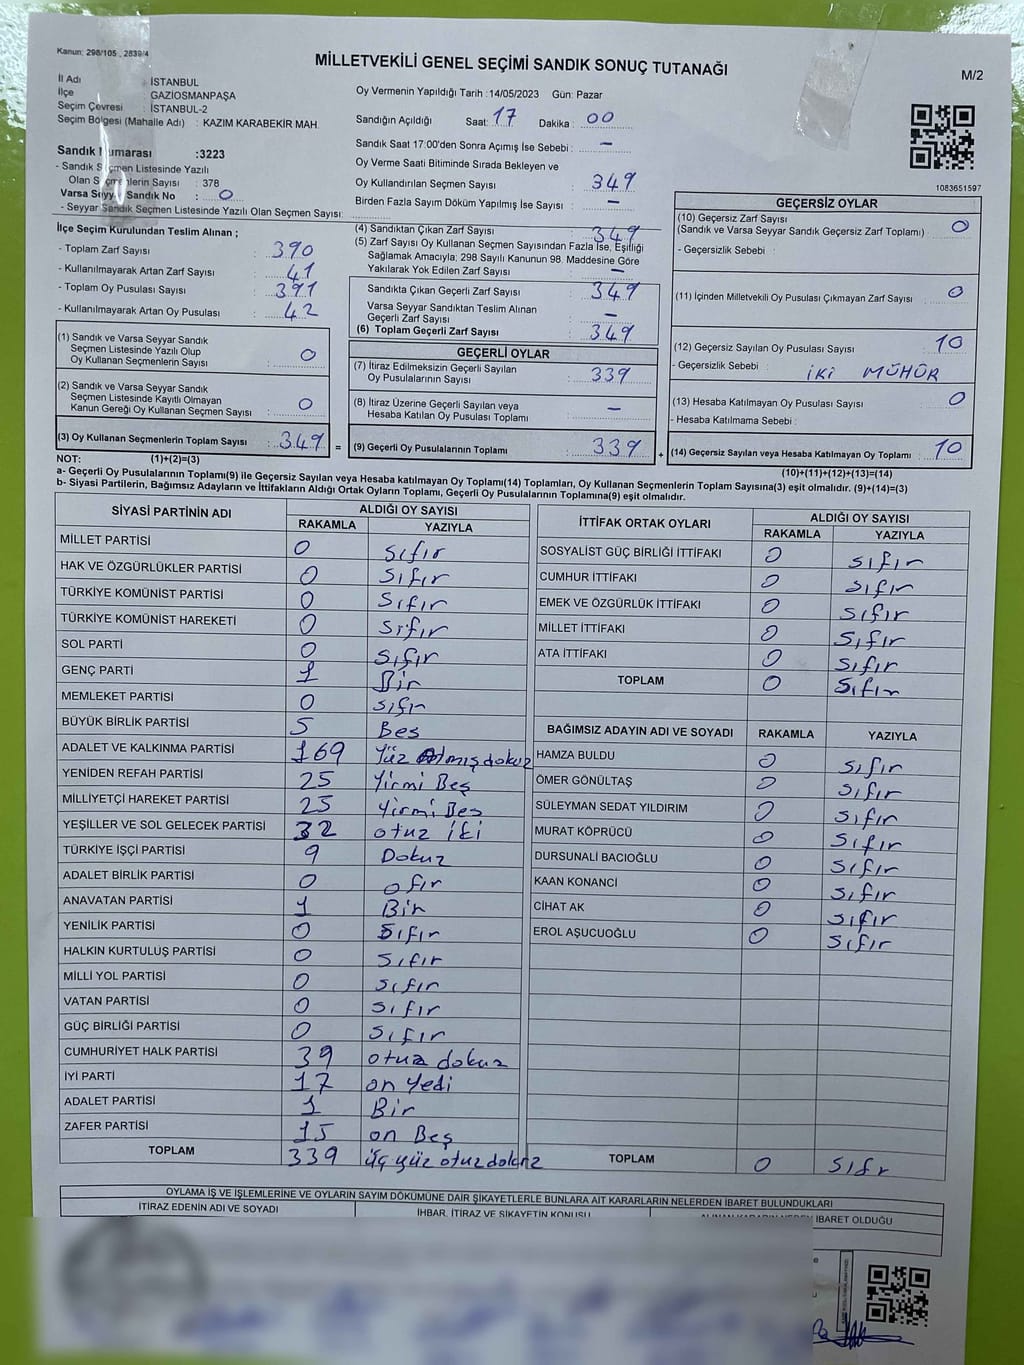 Kanun: 298/105 , 2839/4
MİLLETVEKİLİ GENEL SEÇİMİ SANDIK SONUÇ TUTANAĞI
M/2
İl Adı : İSTANBUL
İlçe : GAZİOSMANPAŞA
Seçim Çevresi : İSTANBUL-2
Seçim Bölgesi (Mahalle Adı) : KAZIM KARABEKİR MAH.
Oy Vermenin Yapıldığı Tarih :14/05/2023 Gün: Pazar
Sandığın Açıldığı Saat: 17 Dakika : 00
Sandık Saat 17:00'den Sonra Açımış İse Sebebi : –
Oy Verme Saati Bitiminde Sırada Bekleyen ve
Oy Kullandırılan Seçmen Sayısı : 349
Birden Fazla Sayım Döküm Yapılmış İse Sayısı : –
Sandık Numarası :3223
- Sandık Seçmen Listesinde Yazılı
Olan Seçmenlerin Sayısı : 378
Varsa Seyyar Sandık No : 0
- Seyyar Sandık Seçmen Listesinde Yazılı Olan Seçmen Sayısı:
1083651597
İlçe Seçim Kurulundan Teslim Alınan ;
- Toplam Zarf Sayısı : 390
- Kullanılmayarak Artan Zarf Sayısı : 41
- Toplam Oy Pusulası Sayısı : 391
- Kullanılmayarak Artan Oy Pusulası : 42
(1) Sandık ve Varsa Seyyar Sandık
Seçmen Listesinde Yazılı Olup
Oy Kullanan Seçmenlerin Sayısı : 0
(2) Sandık ve Varsa Seyyar Sandık
Seçmen Listesinde Kayıtlı Olmayan
Kanun Gereği Oy Kullanan Seçmen Sayısı : 0
(3) Oy Kullanan Seçmenlerin Toplam Sayısı : 349 =
(4) Sandıktan Çıkan Zarf Sayısı : 349
(5) Zarf Sayısı Oy Kullanan Seçmen Sayısından Fazla İse, Eşitliği
Sağlamak Amacıyla; 298 Sayılı Kanunun 98. Maddesine Göre
Yakılarak Yok Edilen Zarf Sayısı : –
Sandıkta Çıkan Geçerli Zarf Sayısı : 349
Varsa Seyyar Sandıktan Teslim Alınan
Geçerli Zarf Sayısı : –
(6) Toplam Geçerli Zarf Sayısı : 349
GEÇERLİ OYLAR
(7) İtiraz Edilmeksizin Geçerli Sayılan
Oy Pusulalarının Sayısı : 339
(8) İtiraz Üzerine Geçerli Sayılan veya
Hesaba Katılan Oy Pusulası Toplamı : –
(9) Geçerli Oy Pusulalarının Toplamı : 339 +
GEÇERSİZ OYLAR
(10) Geçersiz Zarf Sayısı
(Sandık ve Varsa Seyyar Sandık Geçersiz Zarf Toplamı) : 0
- Geçersizlik Sebebi :
(11) İçinden Milletvekili Oy Pusulası Çıkmayan Zarf Sayısı : 0
(12) Geçersiz Sayılan Oy Pusulası Sayısı : 10
- Geçersizlik Sebebi : İKİ MÜHÜR
(13) Hesaba Katılmayan Oy Pusulası Sayısı : 0
- Hesaba Katılmama Sebebi :
(14) Geçersiz Sayılan veya Hesaba Katılmayan Oy Toplamı : 10
NOT: (1)+(2)=(3)
(10)+(11)+(12)+(13)=(14)
a- Geçerli Oy Pusulalarının Toplamı(9) ile Geçersiz Sayılan veya Hesaba katılmayan Oy Toplamı(14) Toplamları, Oy Kullanan Seçmenlerin Toplam Sayısına(3) eşit olmalıdır. (9)+(14)=(3)
b- Siyasi Partilerin, Bağımsız Adayların ve İttifakların Aldığı Ortak Oyların Toplamı, Geçerli Oy Pusulalarının Toplamına(9) eşit olmalıdır.
SİYASİ PARTİNİN ADI ALDIĞI OY SAYISI
RAKAMLA YAZIYLA
MİLLET PARTİSİ 0 sıfır
HAK VE ÖZGÜRLÜKLER PARTİSİ 0 sıfır
TÜRKİYE KOMÜNİST PARTİSİ 0 sıfır
TÜRKİYE KOMÜNİST HAREKETİ 0 sıfır
SOL PARTİ 0 sıfır
GENÇ PARTİ 1 Bir
MEMLEKET PARTİSİ 0 sıfır
BÜYÜK BİRLİK PARTİSİ 5 Beş
ADALET VE KALKINMA PARTİSİ 169 Yüz Atmışdokuz
YENİDEN REFAH PARTİSİ 25 Yirmi Beş
MİLLİYETÇİ HAREKET PARTİSİ 25 Yirmi Beş
YEŞİLLER VE SOL GELECEK PARTİSİ 32 otuz iki
TÜRKİYE İŞÇİ PARTİSİ 9 Dokuz
ADALET BİRLİK PARTİSİ 0
ANAVATAN PARTİSİ 1 Bir
YENİLİK PARTİSİ 0 sıfır
HALKIN KURTULUŞ PARTİSİ 0 sıfır
MİLLİ YOL PARTİSİ 0 sıfır
VATAN PARTİSİ 0 sıfır
GÜÇ BİRLİĞİ PARTİSİ 0 sıfır
CUMHURİYET HALK PARTİSİ 39 otuz dokuz
İYİ PARTİ 17 on yedi
ADALET PARTİSİ 1 Bir
ZAFER PARTİSİ 15 on Beş
TOPLAM 339 üç yüz otuzdokuz
İTTİFAK ORTAK OYLARI ALDIĞI OY SAYISI
RAKAMLA YAZIYLA
SOSYALİST GÜÇ BİRLİĞİ İTTİFAKI 0 sıfır
CUMHUR İTTİFAKI 0 sıfır
EMEK VE ÖZGÜRLÜK İTTİFAKI 0 sıfır
MİLLET İTTİFAKI 0 sıfır
ATA İTTİFAKI 0 sıfır
TOPLAM 0 sıfır
BAĞIMSIZ ADAYIN ADI VE SOYADI RAKAMLA YAZIYLA
HAMZA BULDU 0 sıfır
ÖMER GÖNÜLTAŞ 0 sıfır
SÜLEYMAN SEDAT YILDIRIM 0 sıfır
MURAT KÖPRÜCÜ 0 sıfır
DURSUNALİ BACIOĞLU 0 sıfır
KAAN KONANCİ 0 sıfır
CİHAT AK 0 sıfır
EROL AŞUCUOĞLU 0 sıfır
TOPLAM 0 sıfr
OYLAMA İŞ VE İŞLEMLERİNE VE OYLARIN SAYIM DÖKÜMÜNE DAİR ŞİKAYETLERLE BUNLARA AİT KARARLARIN NELERDEN İBARET BULUNDUKLARI
İTİRAZ EDENİN ADI VE SOYADI İHBAR, İTİRAZ VE ŞİKAYETİN KONUSU ALINAN KARARIN NEDEN İBARET OLDUĞU